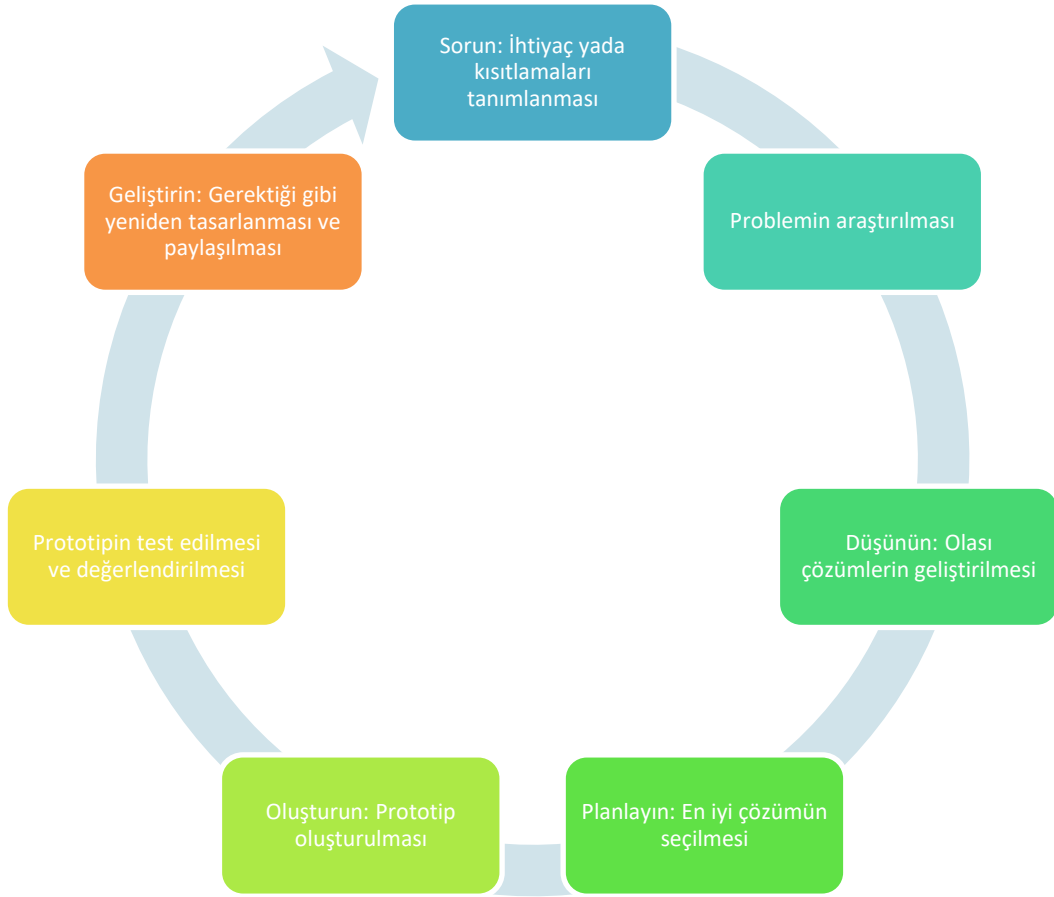 Sorun: İhtiyaç yada
kısıtlamaları
tanımlanması
Problemin araştırılması
Düşünün: Olası
çözümlerin geliştirilmesi
Planlayın: En iyi çözümün
seçilmesi
Oluşturun: Prototip
oluşturulması
Prototipin test edilmesi
ve değerlendirilmesi
Geliştirin: Gerektiği gibi
yeniden tasarlanması ve
paylaşılması